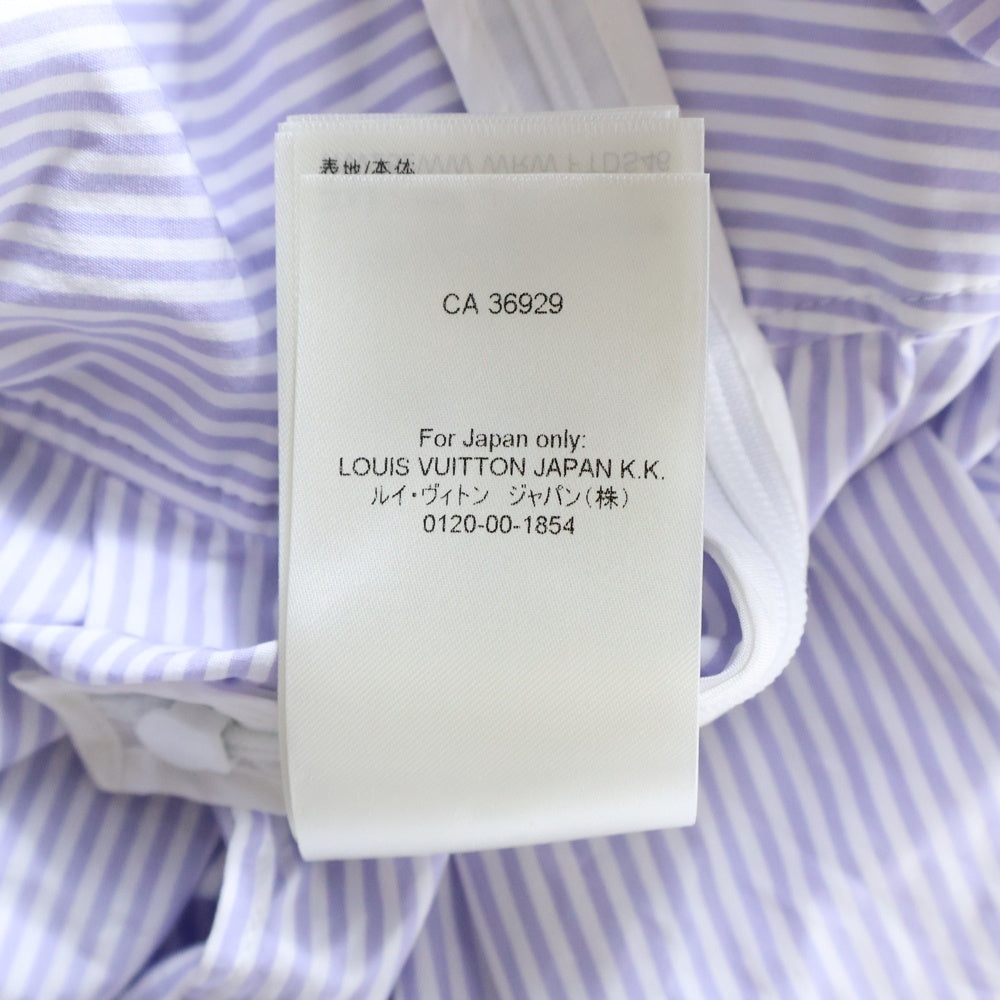 表地/本体
CA 36929
For Japan only:
LOUIS VUITTON JAPAN K.K.
ルイ・ヴィトン ジャパン(株)
0120-00-1854